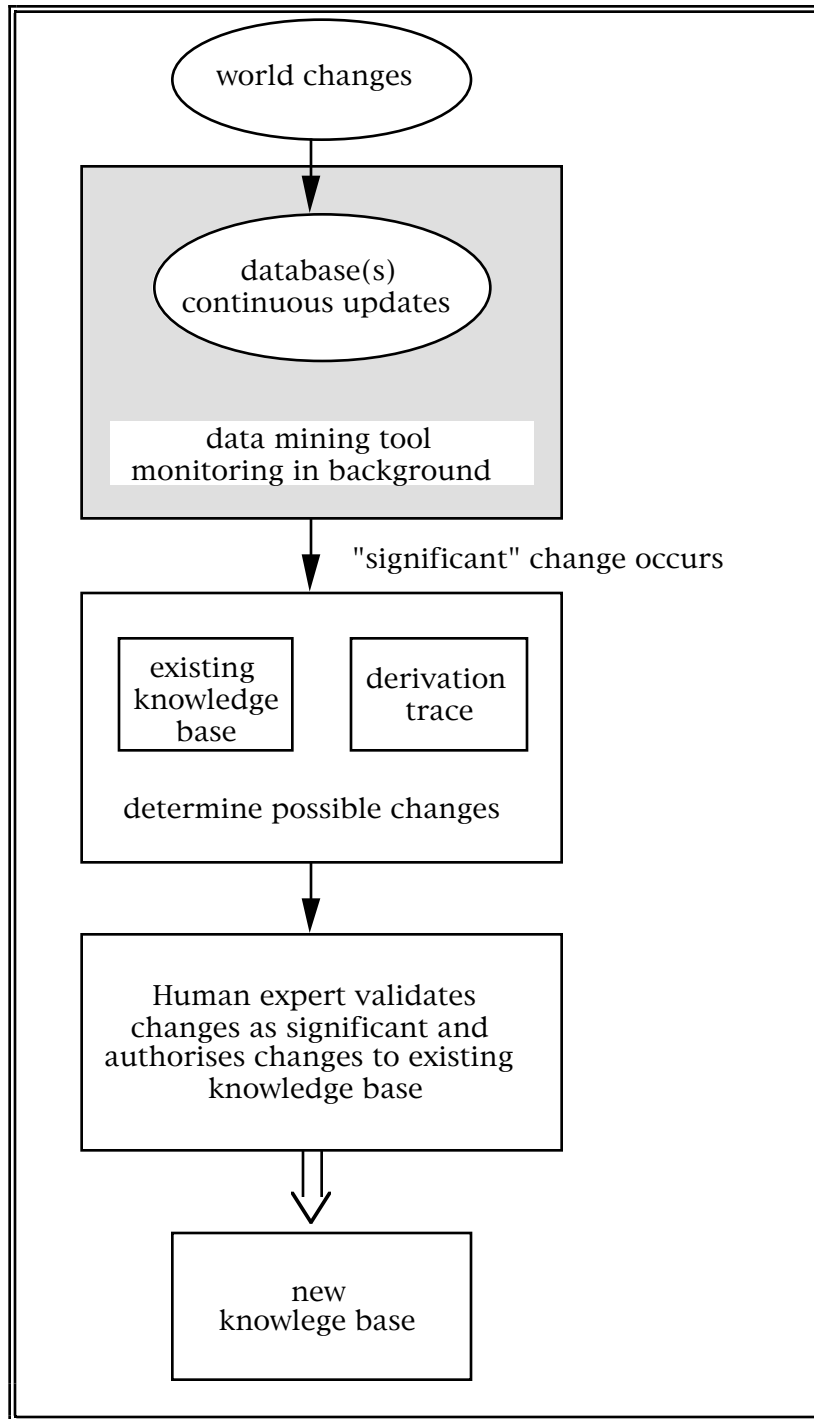 world changes
database(s)
continuous updates
data mining tool
monitoring in background
"significant" change occurs
existing
knowledge
base
derivation
trace
determine possible changes
Human expert validates
changes as significant and
authorises changes to existing
knowledge base
new
knowlege base